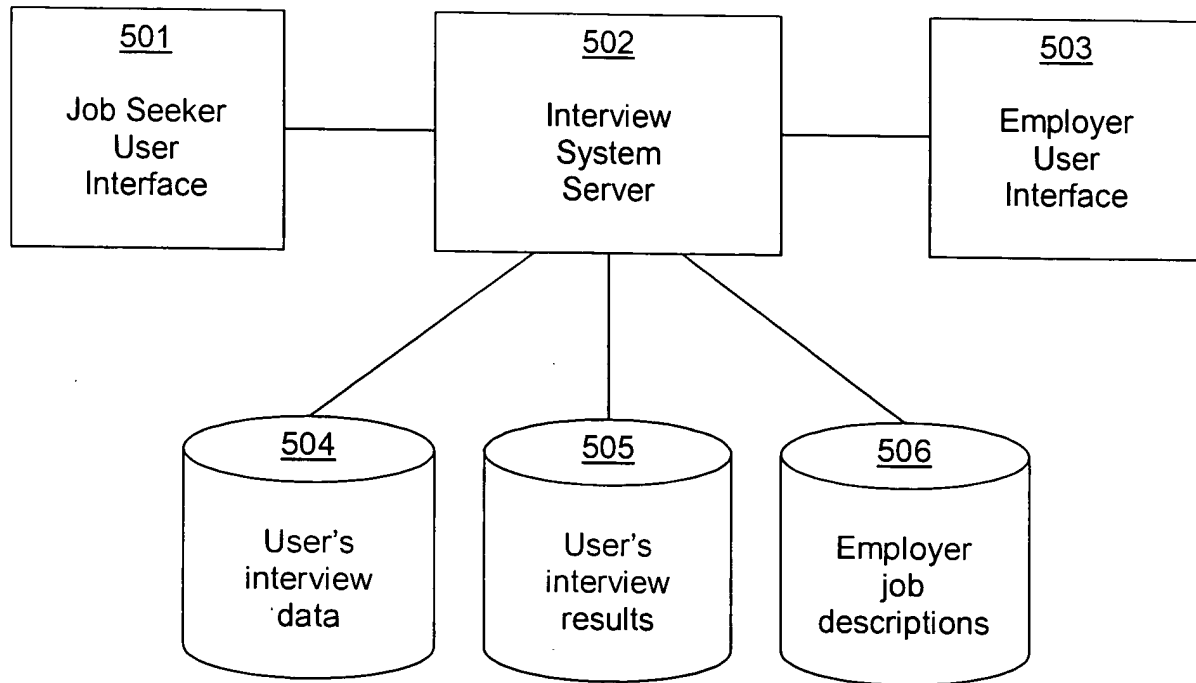 501
Job Seeker
User
Interface
502
Interview
System
Server
503
Employer
User
Interface
504
User's
interview
data
505
User's
interview
results
506
Employer
job
descriptions